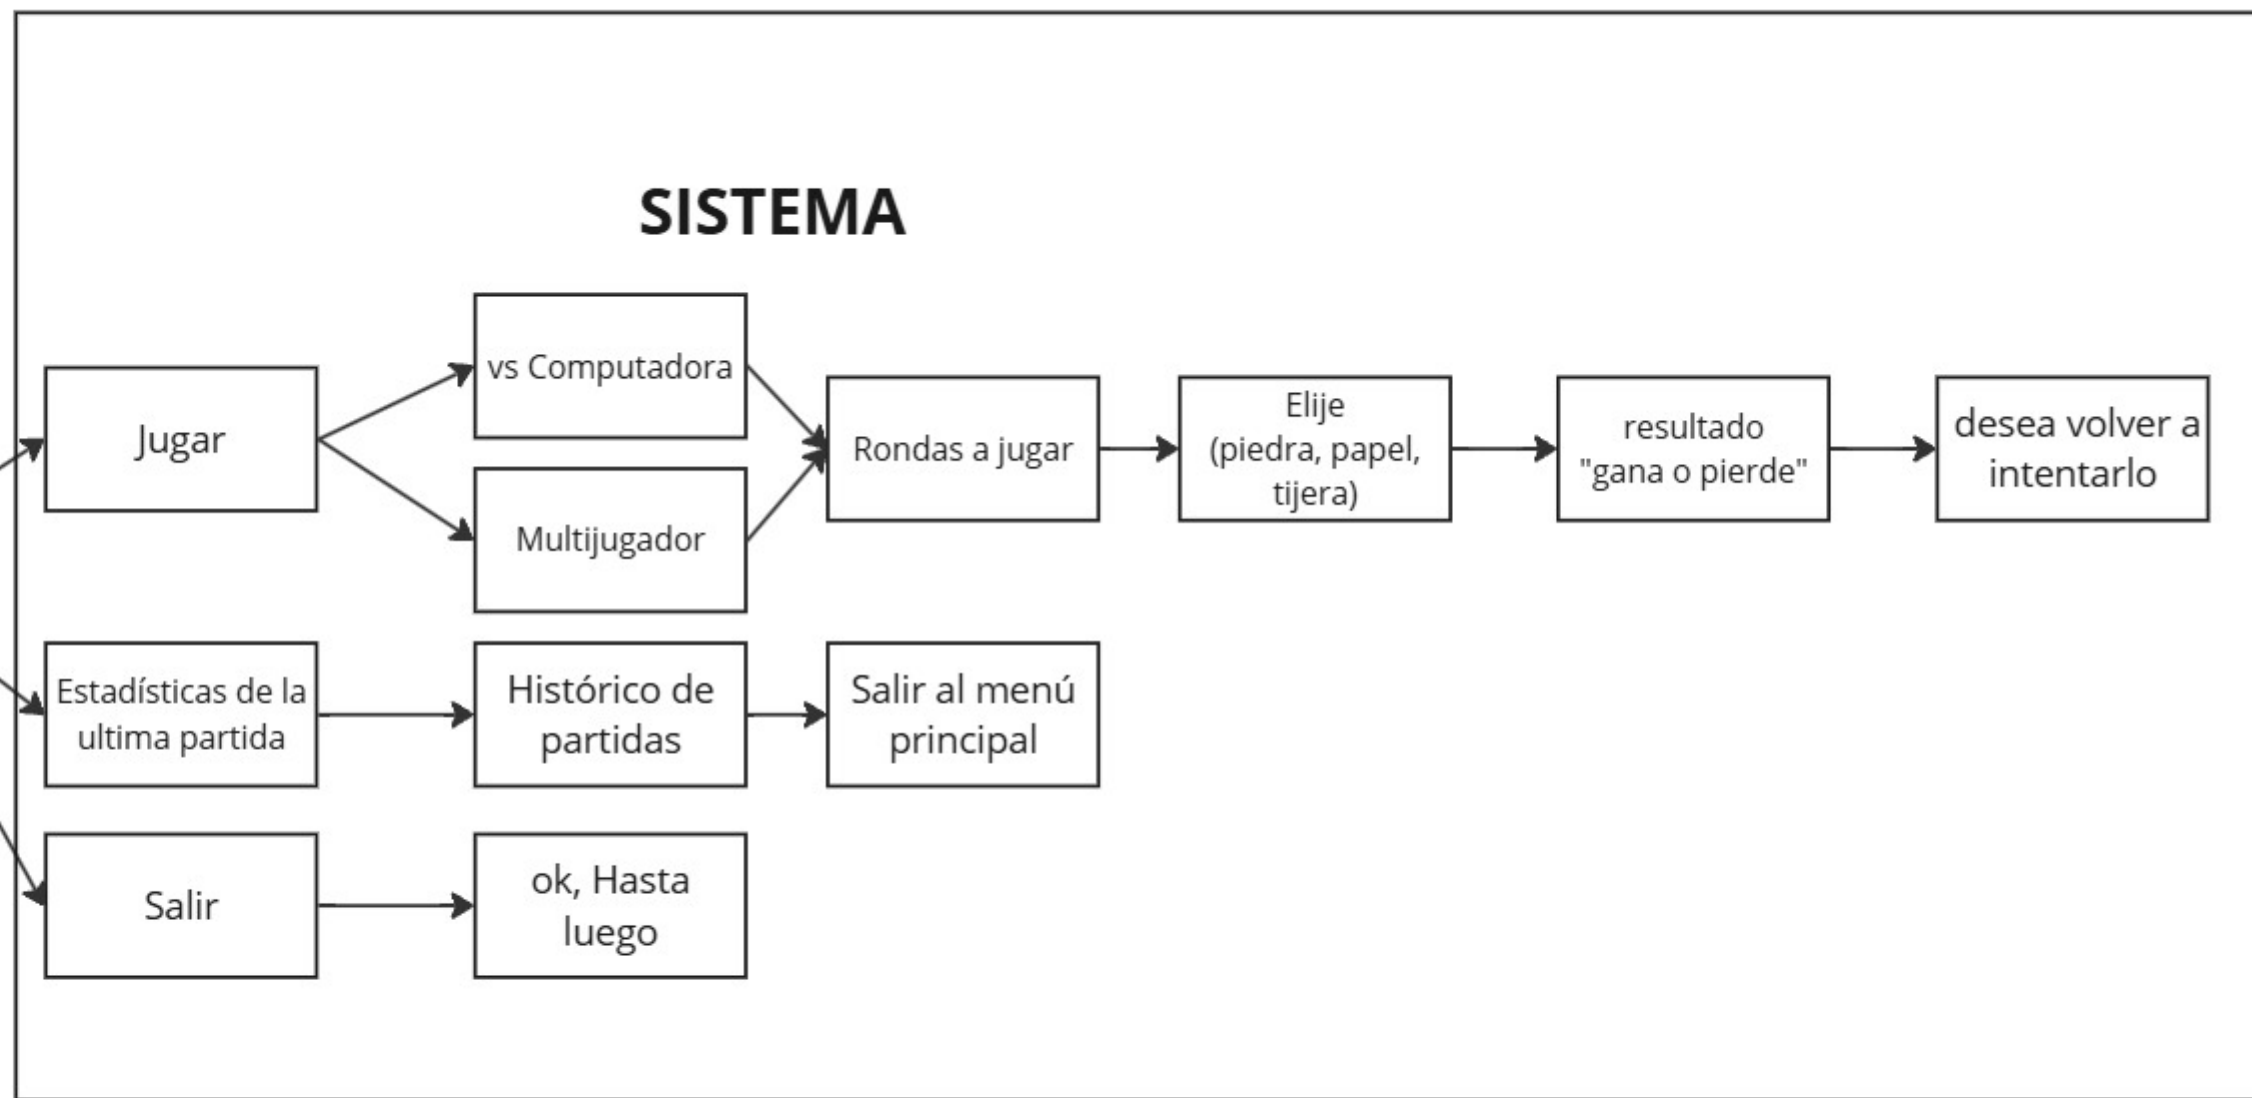 SISTEMA
Jugar
vs Computadora
Multijugador
Rondas a jugar
Elije
(piedra, papel,
tijera)
resultado
"gana o pierde"
desea volver a
intentarlo
Estadísticas de la
ultima partida
Histórico de
partidas
Salir al menú
principal
Salir
ok, Hasta
luego